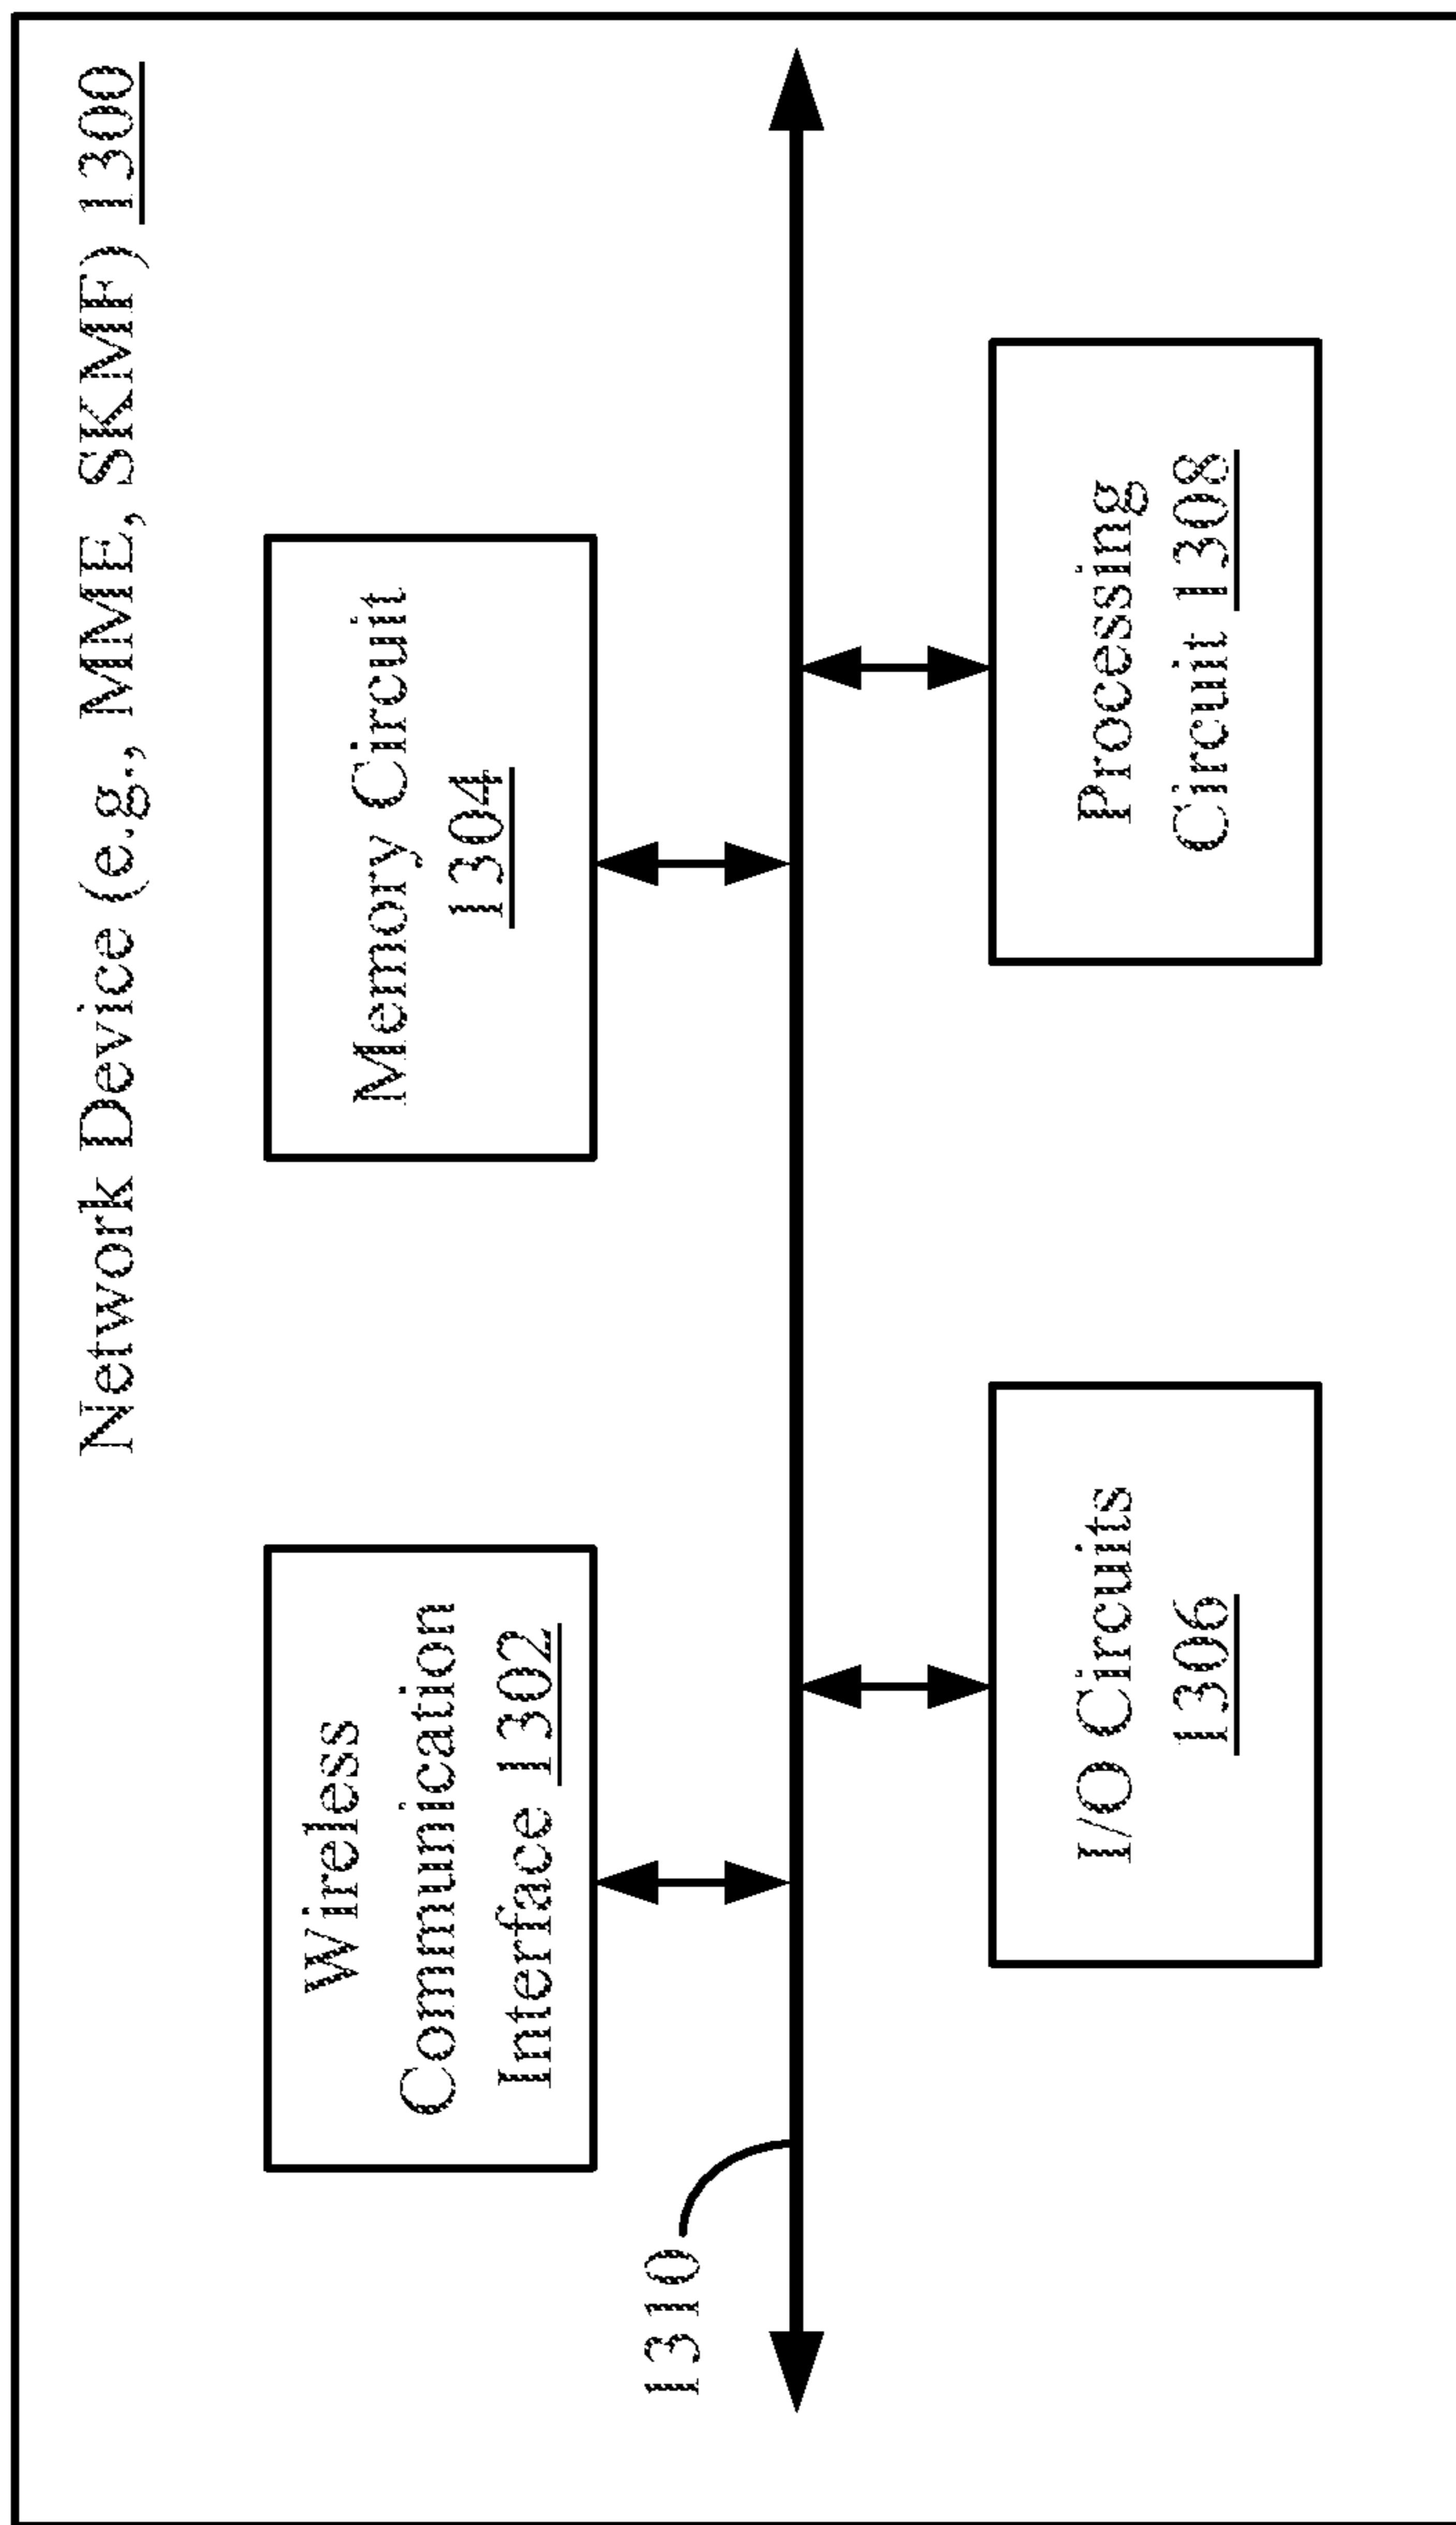 Network Device (e.g., MME, SKMF) 1300
Wireless
Communication
Interface 1302
Memory Circuit
1304
1310
I/O Circuits
1306
Processing
Circuit 1308